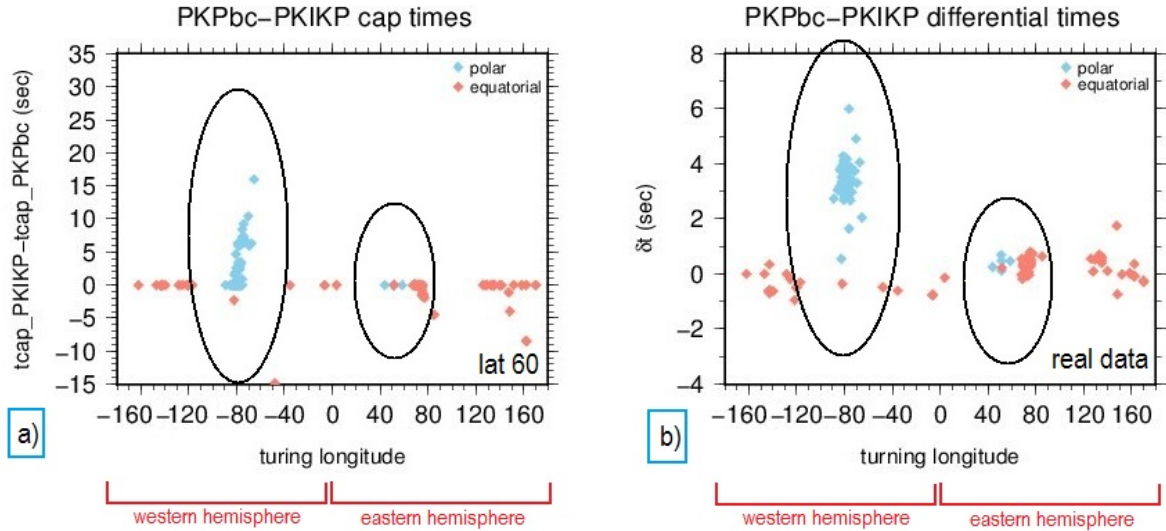 PKPbc-PKIKP cap times
tcap_PKIKP-tcap_PKPbc (sec)
35
30
25
20
15
10
5
0
-5
-10
-15
polar
equatorial
lat 60
-160 -120 -80 -40 0 40 80 120 160
turing longitude
a)
western hemisphere
eastern hemisphere
PKPbc-PKIKP differential times
δt (sec)
8
6
4
2
0
-2
-4
polar
equatorial
real data
-160 -120 -80 -40 0 40 80 120 160
turning longitude
b)
western hemisphere
eastern hemisphere